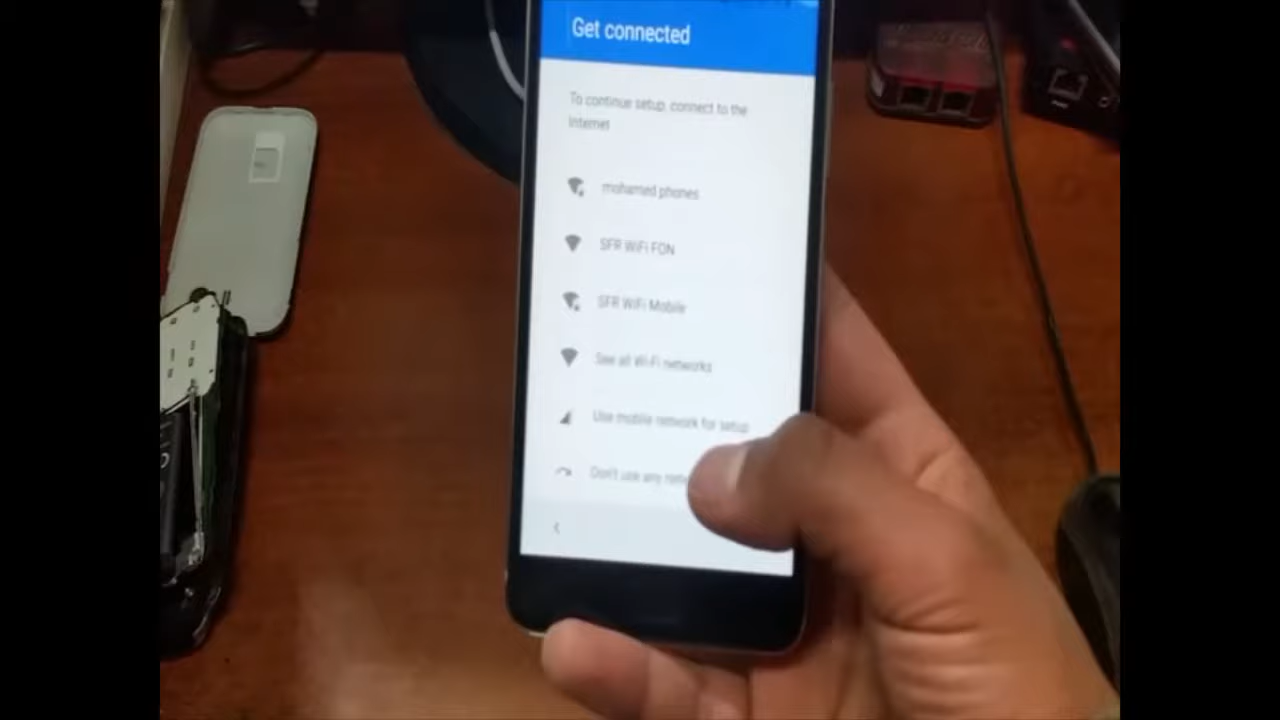 Get connected
To continue setup, connect to the
Internet
mohamed phones
SFR WiFi FON
SFR WiFi Mobile
See all Wi-Fi networks
Use mobile network for setup
Don't use any